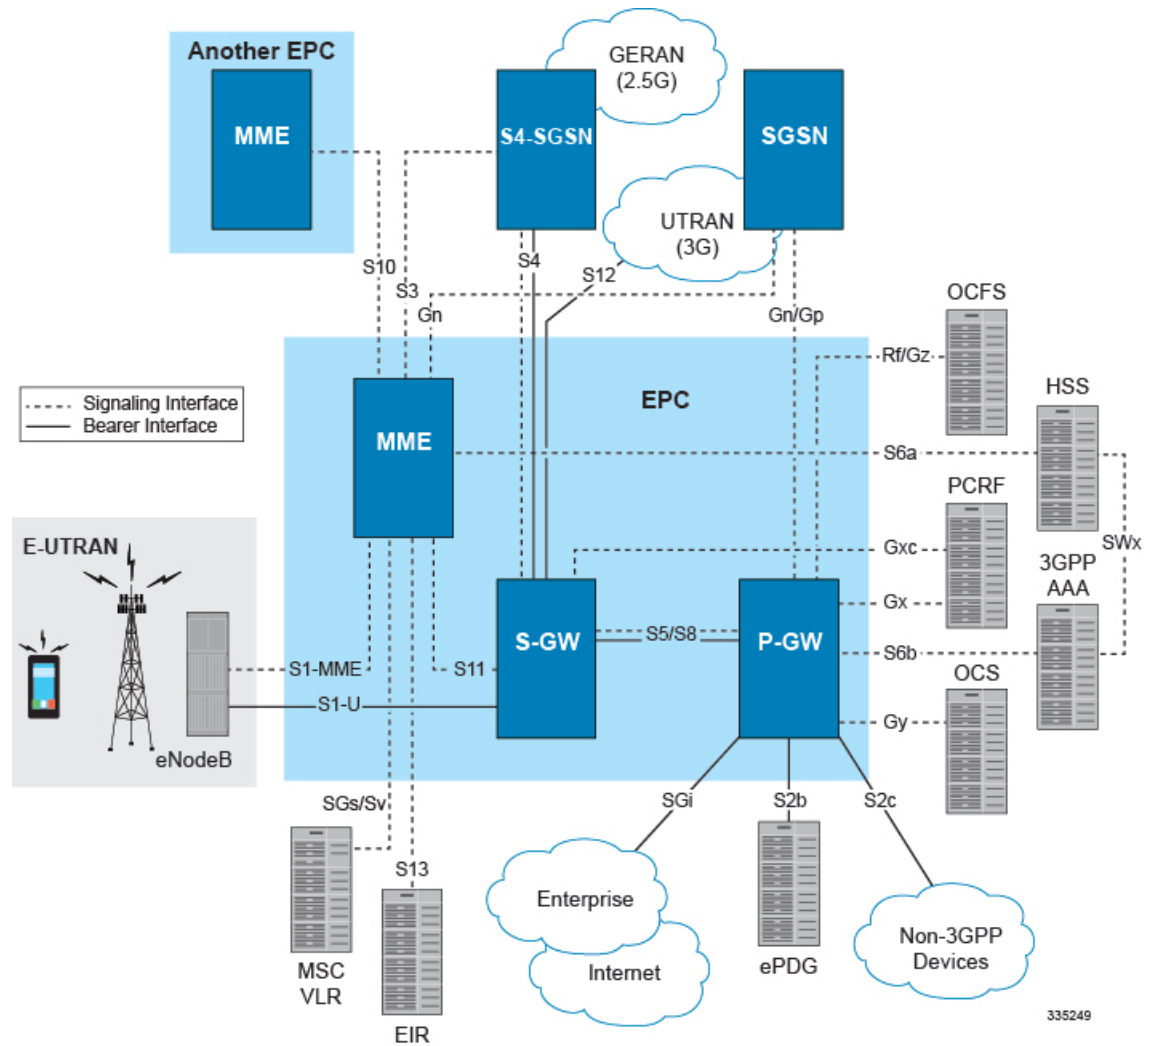 Another EPC
MME
S4-SGSN
GERAN
(2.5G)
SGSN
UTRAN
(3G)
S10
S3
Gn
S4
S12
Gn/Gp
OCFS
Rf/Gz
HSS
Signaling Interface
Bearer Interface
EPC
MME
S6a
PCRF
Gxc
SWx
3GPP
AAA
E-UTRAN
Gx
S-GW
S5/S8
P-GW
S6b
S1-MME
S11
OCS
S1-U
Gy
eNodeB
SGs/Sv
SGi
S2b
S2c
S13
Enterprise
Internet
ePDG
Non-3GPP
Devices
MSC
VLR
EIR
335249